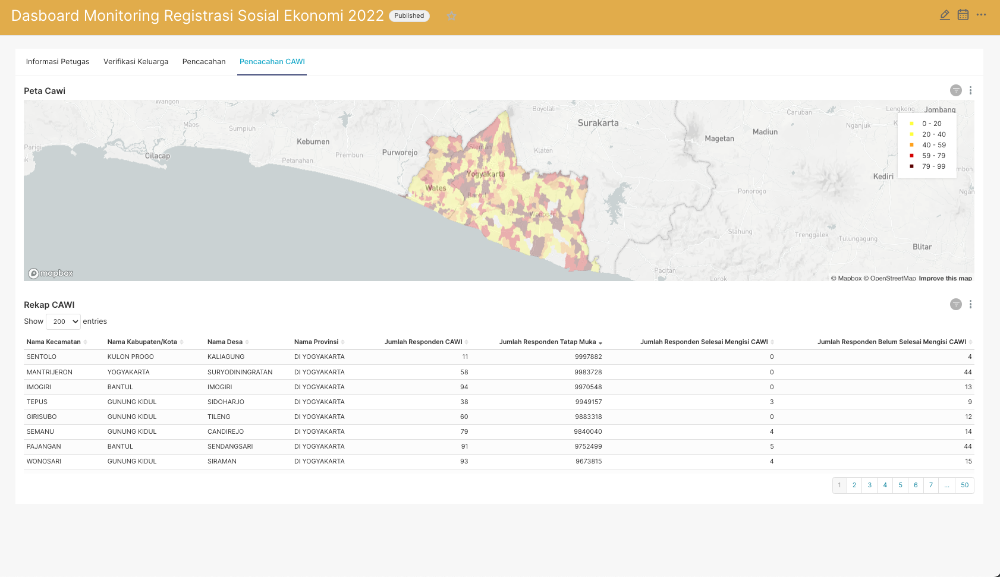 Dasboard Monitoring Registrasi Sosial Ekonomi 2022 Published
Informasi Petugas Verifikasi Keluarga Pencacahan Pencacahan CAWI
Peta Cawi
Wangon
Boyolali
Caruban
Lengkong
Jombang
Maos
Sumpiuh
Surakarta
Madiun
Nganjuk
0 - 20
Parigi
Kebumen
Sleman
Magetan
20 - 40
Cilacap
Petanahan
Prembun
Purworejo
Klaten
40 - 59
59 - 79
79 - 99
Yogyakarta
Kediri
Wates
Bantul
Ponorogo
Wonosari
Slahung
Trenggalek
Tulungagung
Blitar
Pacitan
Lorok
mapbox
© Mapbox © OpenStreetMap Improve this map
Rekap CAWI
Show 200 entries
Nama Kecamatan Nama Kabupaten/Kota Nama Desa Nama Provinsi Jumlah Responden CAWI Jumlah Responden Tatap Muka Jumlah Responden Selesai Mengisi CAWI Jumlah Responden Belum Selesai Mengisi CAWI
SENTOLO KULON PROGO KALIAGUNG DI YOGYAKARTA 11 9997882 0 4
MANTRIJERON YOGYAKARTA SURYODININGRATAN DI YOGYAKARTA 58 9983728 0 44
IMOGIRI BANTUL IMOGIRI DI YOGYAKARTA 94 9970548 0 13
TEPUS GUNUNG KIDUL SIDOHARJO DI YOGYAKARTA 38 9949157 3 9
GIRISUBO GUNUNG KIDUL TILENG DI YOGYAKARTA 60 9883318 0 12
SEMANU GUNUNG KIDUL CANDIREJO DI YOGYAKARTA 79 9840040 4 14
PAJANGAN BANTUL SENDANGSARI DI YOGYAKARTA 91 9752499 5 44
WONOSARI GUNUNG KIDUL SIRAMAN DI YOGYAKARTA 93 9673815 4 15
1 2 3 4 5 6 7 ... 50